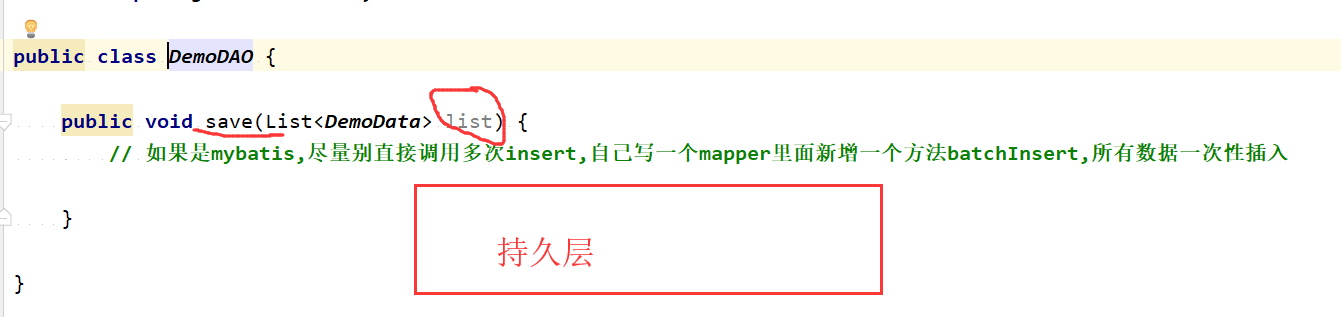 public class DemoDAO {
public void save(List<DemoData> list) {
// 如果是mybatis,尽量别直接调用多次insert,自己写一个mapper里面新增一个方法batchInsert,所有数据一次性插入
}
持久层
}